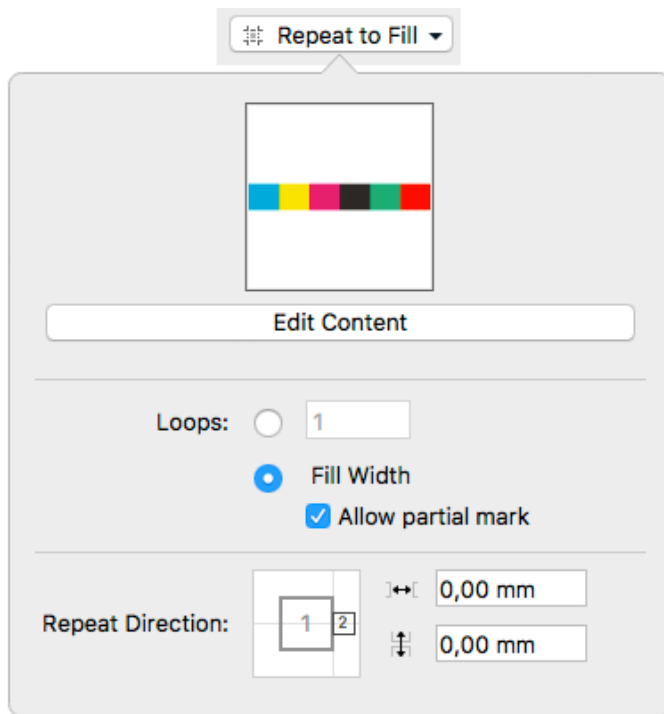 Repeat to Fill
Edit Content
Loops:
1
Fill Width
Allow partial mark
Repeat Direction:
1
2
0,00 mm
0,00 mm